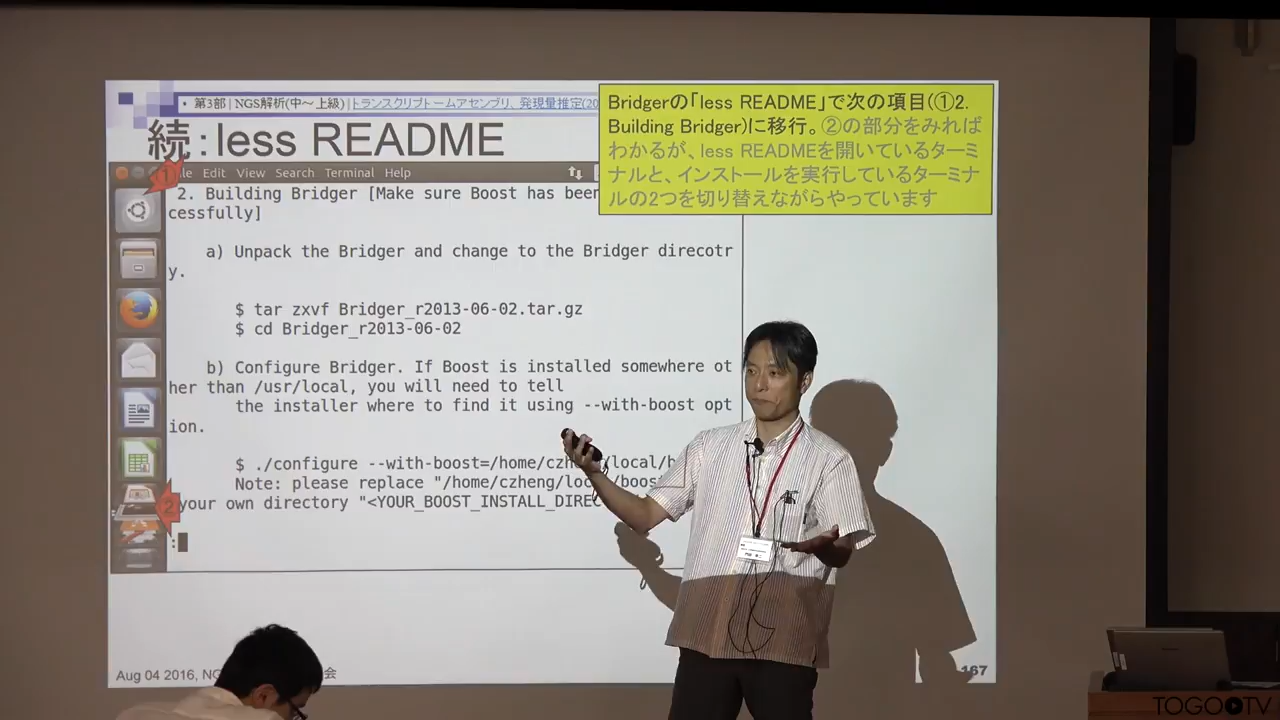 • 第3部 | NGS解析(中～上級) | トランスクリプトームアセンブリ、発現量推定(20
続:less README
Bridgerの「less README」で次の項目(①2.
Building Bridger)に移行。②の部分をみれば
わかるが、less READMEを開いているターミ
ナルと、インストールを実行しているターミナ
ルの2つを切り替えながらやっています
1
Edit View Search Terminal Help
2. Building Bridger [Make sure Boost has been
cessfully]
a) Unpack the Bridger and change to the Bridger direcotr
y.
$ tar zxvf Bridger_r2013-06-02.tar.gz
$ cd Bridger_r2013-06-02
b) Configure Bridger. If Boost is installed somewhere ot
her than /usr/local, you will need to tell
the installer where to find it using --with-boost opt
ion.
$ ./configure --with-boost=/home/czheng/local/b
Note: please replace "/home/czheng/local/boost
2
your own directory "<YOUR_BOOST_INSTALL_DIREC
:
Aug 04 2016, NG
会
167
TOGOTV